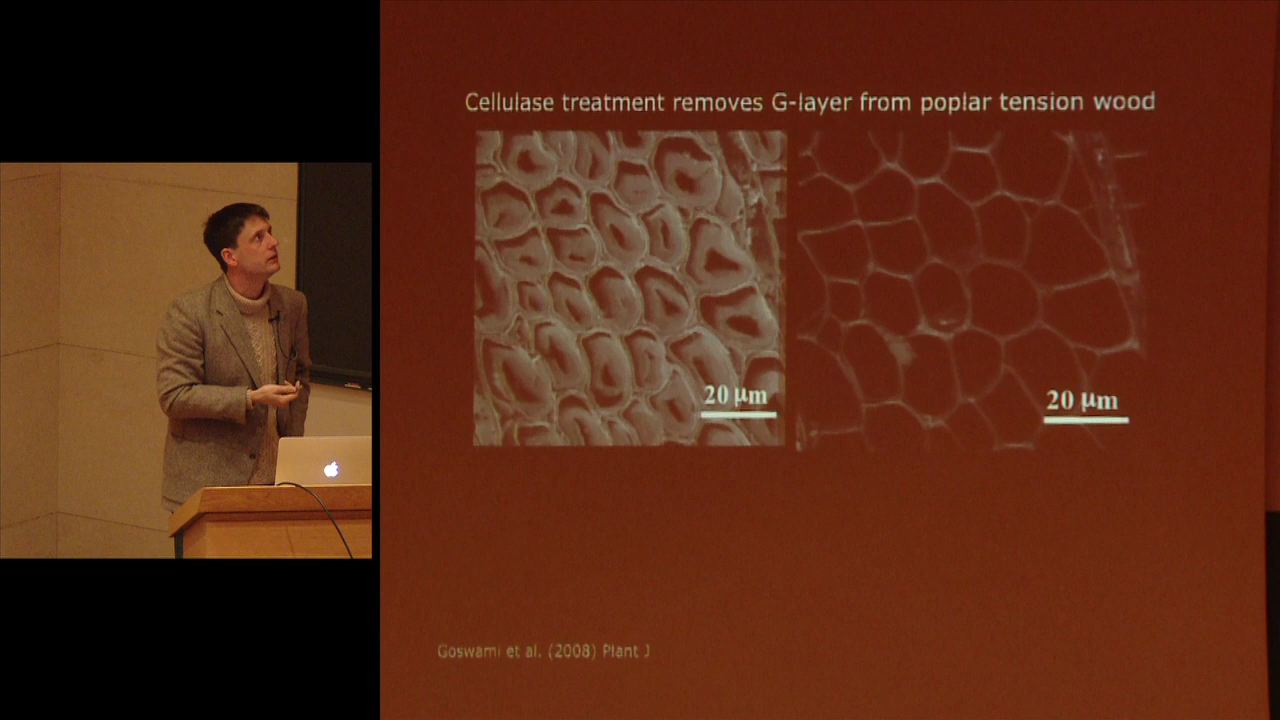 Cellulase treatment removes G-layer from poplar tension wood
20 µm
20 µm
Goswami et al. (2008) Plant J